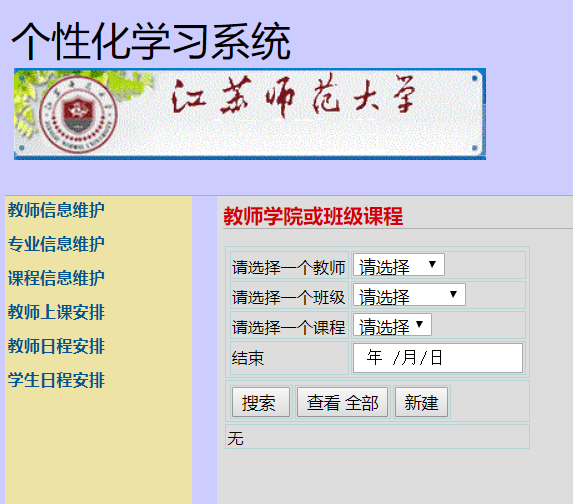 个性化学习系统
江苏师范大学
教师信息维护
专业信息维护
课程信息维护
教师上课安排
教师日程安排
学生日程安排
教师学院或班级课程
请选择一个教师 请选择
请选择一个班级 请选择
请选择一个课程 请选择
结束 年 /月/日
搜索 查看 全部 新建
无